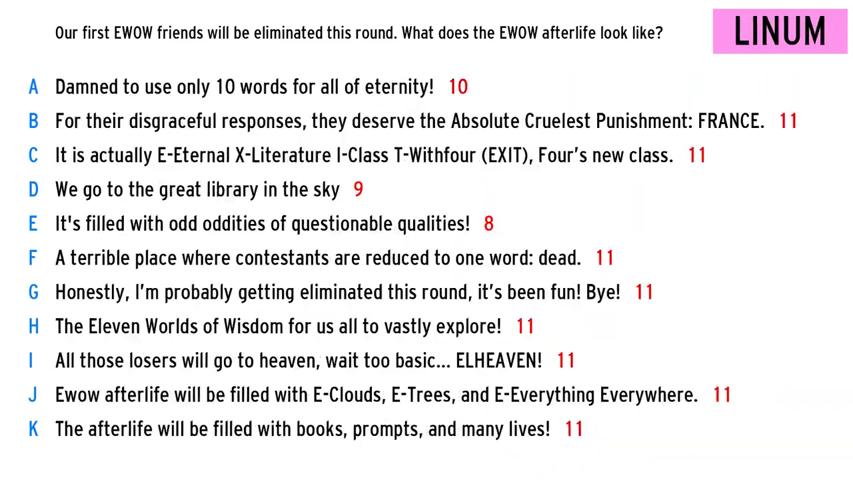 Our first EWOW friends will be eliminated this round. What does the EWOW afterlife look like?
LINUM
A Damned to use only 10 words for all of eternity! 10
B For their disgraceful responses, they deserve the Absolute Cruelest Punishment: FRANCE. 11
C It is actually E-Eternal X-Literature I-Class T-Withfour (EXIT), Four's new class. 11
D We go to the great library in the sky 9
E It's filled with odd oddities of questionable qualities! 8
F A terrible place where contestants are reduced to one word: dead. 11
G Honestly, I'm probably getting eliminated this round, it's been fun! Bye! 11
H The Eleven Worlds of Wisdom for us all to vastly explore! 11
I All those losers will go to heaven, wait too basic... ELHEAVEN! 11
J Ewow afterlife will be filled with E-Clouds, E-Trees, and E-Everything Everywhere. 11
K The afterlife will be filled with books, prompts, and many lives! 11